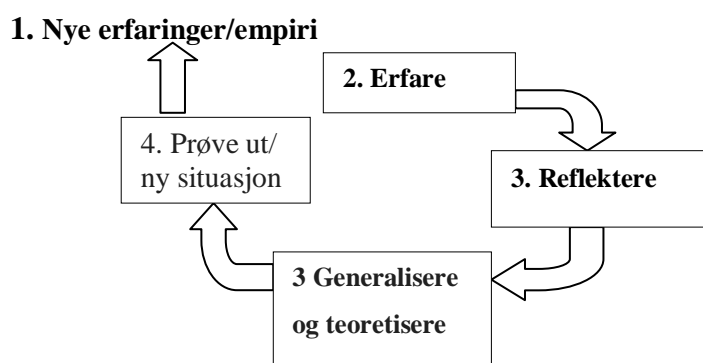 1. Nye erfaringer/empiri
2. Erfare
4. Prøve ut/
ny situasjon
3. Reflektere
3 Generalisere
og teoretisere